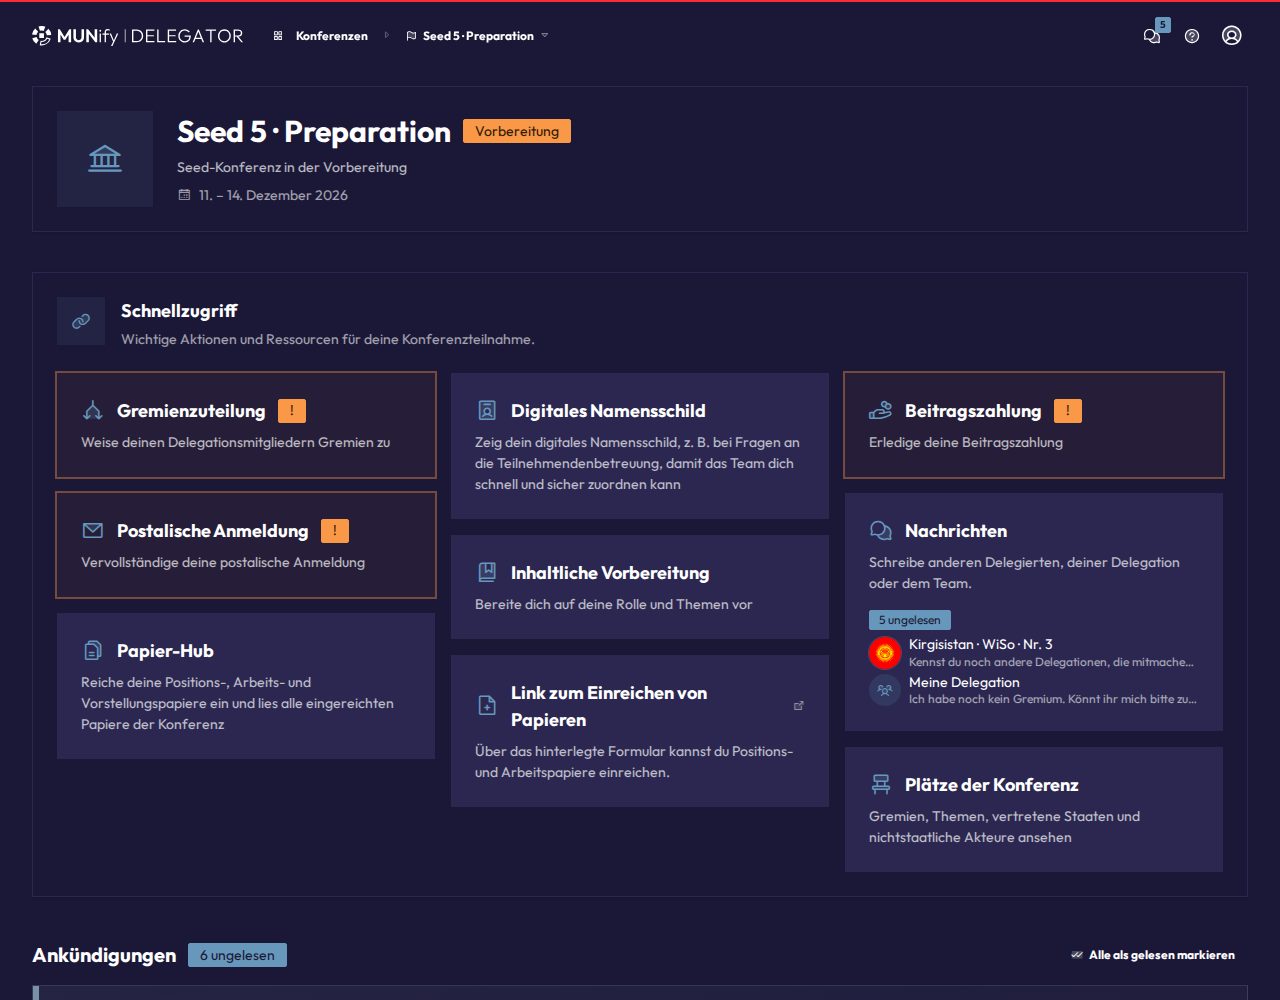 MUNify | DELEGATOR
Konferenzen
Seed 5 · Preparation
5
Seed 5 · Preparation
Vorbereitung
Seed-Konferenz in der Vorbereitung
11. – 14. Dezember 2026
Schnellzugriff
Wichtige Aktionen und Ressourcen für deine Konferenzteilnahme.
Gremienzuteilung
!
Weise deinen Delegationsmitgliedern Gremien zu
Postalische Anmeldung
!
Vervollständige deine postalische Anmeldung
Papier-Hub
Reiche deine Positions-, Arbeits- und
Vorstellungspapiere ein und lies alle eingereichten
Papiere der Konferenz
Digitales Namensschild
Zeig dein digitales Namensschild, z. B. bei Fragen an
die Teilnehmendenbetreuung, damit das Team dich
schnell und sicher zuordnen kann
Inhaltliche Vorbereitung
Bereite dich auf deine Rolle und Themen vor
Link zum Einreichen von
Papieren
Über das hinterlegte Formular kannst du Positions-
und Arbeitspapiere einreichen.
Beitragszahlung
!
Erledige deine Beitragszahlung
Nachrichten
Schreibe anderen Delegierten, deiner Delegation
oder dem Team.
5 ungelesen
Kirgisistan · WiSo · Nr. 3
Kennst du noch andere Delegationen, die mitmache...
Meine Delegation
Ich habe noch kein Gremium. Könnt ihr mich bitte zu...
Plätze der Konferenz
Gremien, Themen, vertretene Staaten und
nichtstaatliche Akteure ansehen
Ankündigungen
6 ungelesen
Alle als gelesen markieren